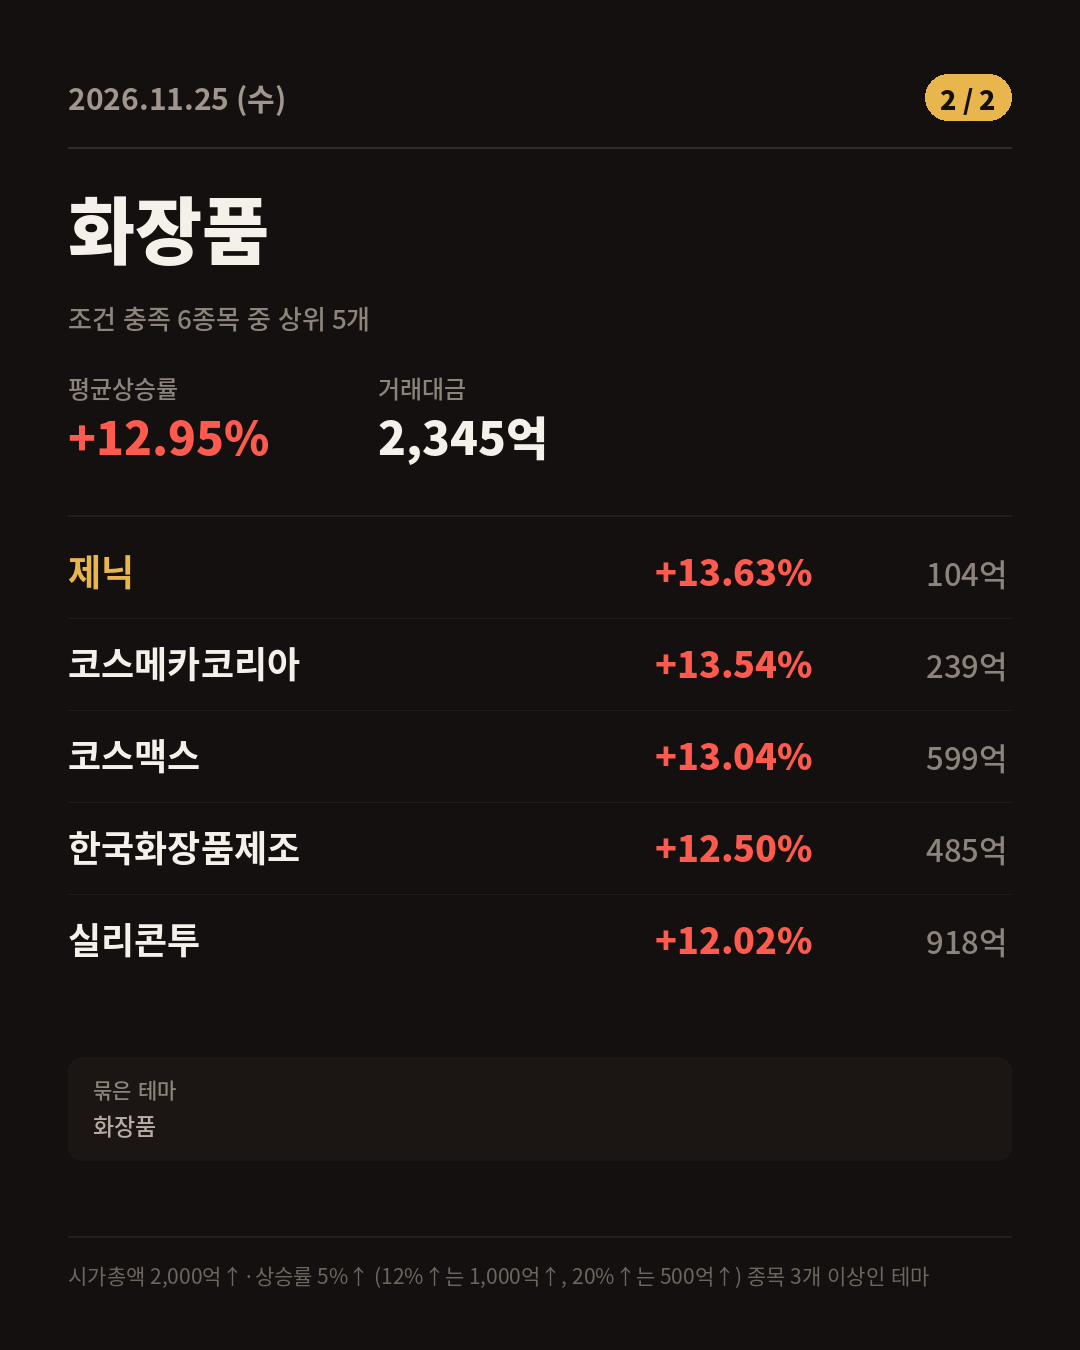 2026.11.25 (수)
2 / 2
화장품
조건 충족 6종목 중 상위 5개
평균상승률 거래대금
+12.95% 2,345억
제닉 +13.63% 104억
코스메카코리아 +13.54% 239억
코스맥스 +13.04% 599억
한국화장품제조 +12.50% 485억
실리콘투 +12.02% 918억
묶은 테마
화장품
시가총액 2,000억↑ · 상승률 5%↑ (12%↑는 1,000억↑, 20%↑는 500억↑) 종목 3개 이상인 테마